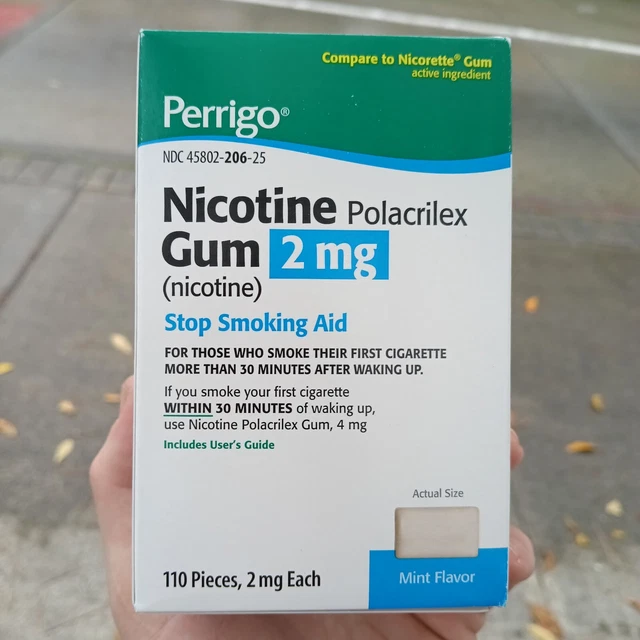 Compare to Nicorette® Gum
active ingredient
Perrigo®
NDC 45802-206-25
Nicotine Polacrilex
Gum 2 mg
(nicotine)
Stop Smoking Aid
FOR THOSE WHO SMOKE THEIR FIRST CIGARETTE
MORE THAN 30 MINUTES AFTER WAKING UP.
If you smoke your first cigarette
WITHIN 30 MINUTES of waking up,
use Nicotine Polacrilex Gum, 4 mg
Includes User's Guide
Actual Size
110 Pieces, 2 mg Each
Mint Flavor